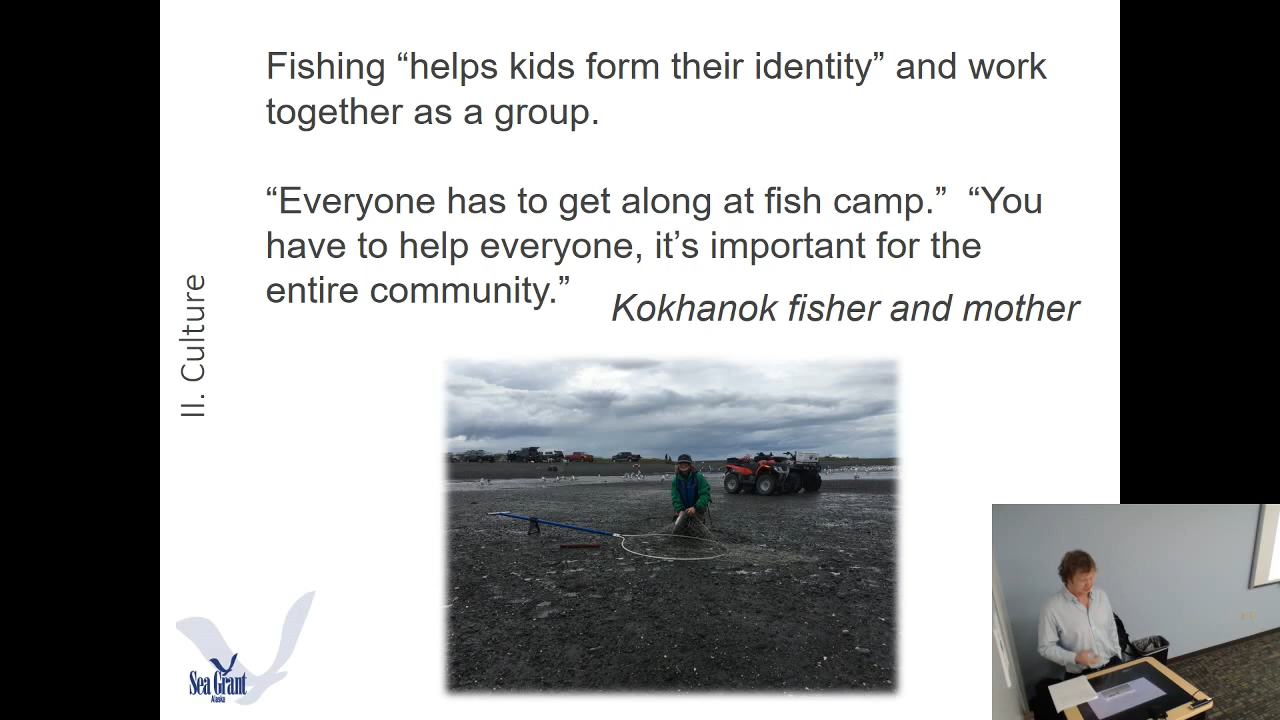 Fishing “helps kids form their identity” and work
together as a group.
“Everyone has to get along at fish camp.”  “You
have to help everyone, it’s important for the
entire community.”
Kokhanok fisher and mother
II. Culture
Sea Grant
Alaska